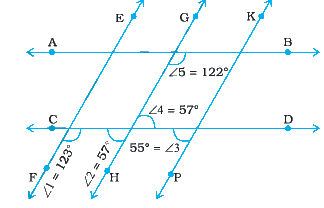 E G K
A B
∠5 = 122°
∠4 = 57°
C D
55° = ∠3
∠1 = 123°
∠2 = 57°
F H P